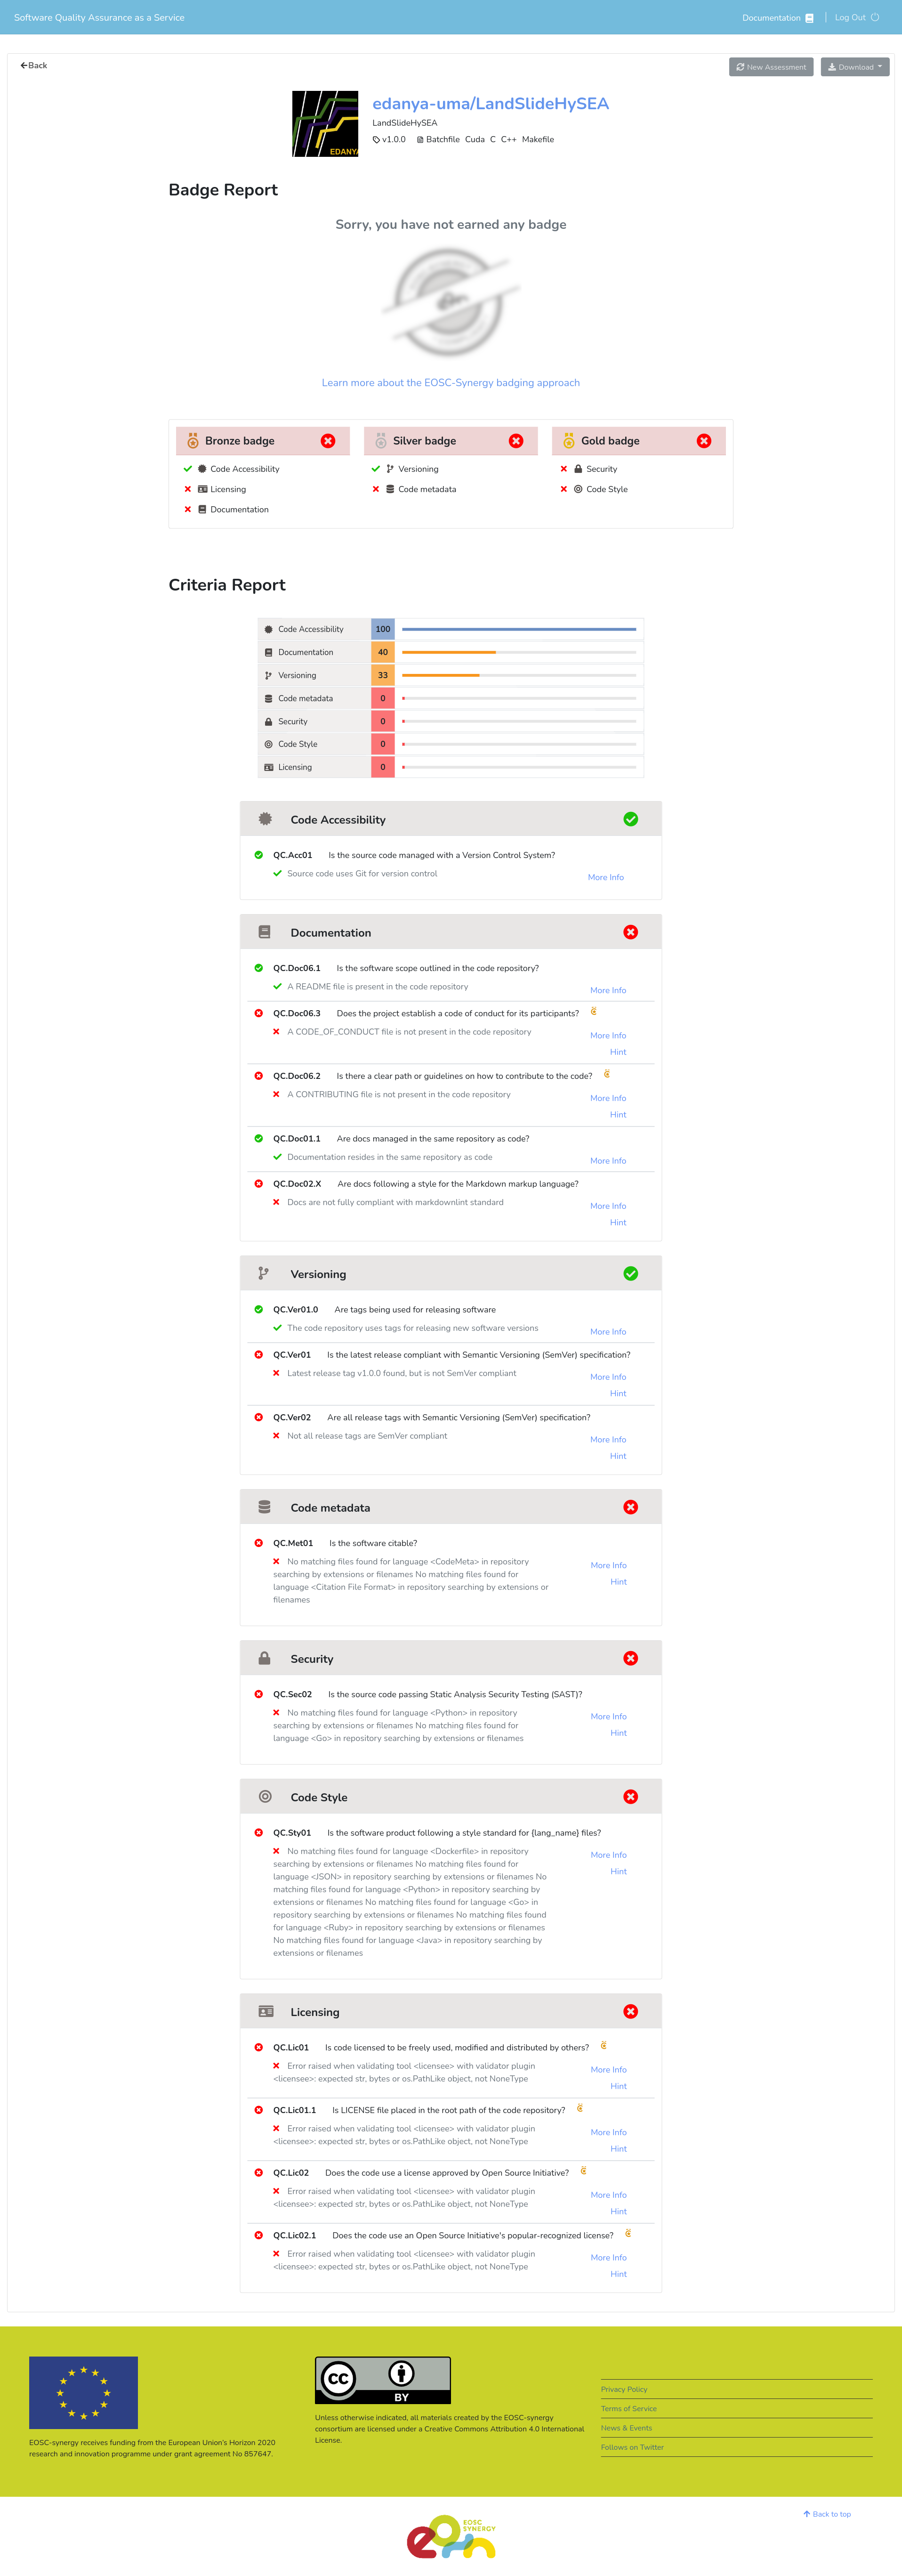 Software Quality Assurance as a Service
Documentation
Log Out
Back
New Assessment
Download
EDANYA
edanya-uma/LandSlideHySEA
LandSlideHySEA
v1.0.0 Batchfile Cuda C C++ Makefile
Badge Report
Sorry, you have not earned any badge
Learn more about the EOSC-Synergy badging approach
Bronze badge
Code Accessibility
Licensing
Documentation
Silver badge
Versioning
Code metadata
Gold badge
Security
Code Style
Criteria Report
Code Accessibility 100
Documentation 40
Versioning 33
Code metadata 0
Security 0
Code Style 0
Licensing 0
Code Accessibility
QC.Acc01 Is the source code managed with a Version Control System?
Source code uses Git for version control
More Info
Documentation
QC.Doc06.1 Is the software scope outlined in the code repository?
A README file is present in the code repository
More Info
QC.Doc06.3 Does the project establish a code of conduct for its participants?
A CODE_OF_CONDUCT file is not present in the code repository
More Info
Hint
QC.Doc06.2 Is there a clear path or guidelines on how to contribute to the code?
A CONTRIBUTING file is not present in the code repository
More Info
Hint
QC.Doc01.1 Are docs managed in the same repository as code?
Documentation resides in the same repository as code
More Info
QC.Doc02.X Are docs following a style for the Markdown markup language?
Docs are not fully compliant with markdownlint standard
More Info
Hint
Versioning
QC.Ver01.0 Are tags being used for releasing software
The code repository uses tags for releasing new software versions
More Info
QC.Ver01 Is the latest release compliant with Semantic Versioning (SemVer) specification?
Latest release tag v1.0.0 found, but is not SemVer compliant
More Info
Hint
QC.Ver02 Are all release tags with Semantic Versioning (SemVer) specification?
Not all release tags are SemVer compliant
More Info
Hint
Code metadata
QC.Met01 Is the software citable?
No matching files found for language <CodeMeta> in repository
searching by extensions or filenames No matching files found for
language <Citation File Format> in repository searching by extensions or
filenames
More Info
Hint
Security
QC.Sec02 Is the source code passing Static Analysis Security Testing (SAST)?
No matching files found for language <Python> in repository
searching by extensions or filenames No matching files found for
language <Go> in repository searching by extensions or filenames
More Info
Hint
Code Style
QC.Sty01 Is the software product following a style standard for {lang_name} files?
No matching files found for language <Dockerfile> in repository
searching by extensions or filenames No matching files found for
language <JSON> in repository searching by extensions or filenames No
matching files found for language <Python> in repository searching by
extensions or filenames No matching files found for language <Go> in
repository searching by extensions or filenames No matching files found
for language <Ruby> in repository searching by extensions or filenames
No matching files found for language <Java> in repository searching by
extensions or filenames
More Info
Hint
Licensing
QC.Lic01 Is code licensed to be freely used, modified and distributed by others?
Error raised when validating tool <licensee> with validator plugin
<licensee>: expected str, bytes or os.PathLike object, not NoneType
More Info
Hint
QC.Lic01.1 Is LICENSE file placed in the root path of the code repository?
Error raised when validating tool <licensee> with validator plugin
<licensee>: expected str, bytes or os.PathLike object, not NoneType
More Info
Hint
QC.Lic02 Does the code use a license approved by Open Source Initiative?
Error raised when validating tool <licensee> with validator plugin
<licensee>: expected str, bytes or os.PathLike object, not NoneType
More Info
Hint
QC.Lic02.1 Does the code use an Open Source Initiative's popular-recognized license?
Error raised when validating tool <licensee> with validator plugin
<licensee>: expected str, bytes or os.PathLike object, not NoneType
More Info
Hint
EOSC-synergy receives funding from the European Union's Horizon 2020
research and innovation programme under grant agreement No 857647.
CC
BY
Unless otherwise indicated, all materials created by the EOSC-synergy
consortium are licensed under a Creative Commons Attribution 4.0 International
License.
Privacy Policy
Terms of Service
News & Events
Follows on Twitter
Back to top
EOSC
SYNERGY